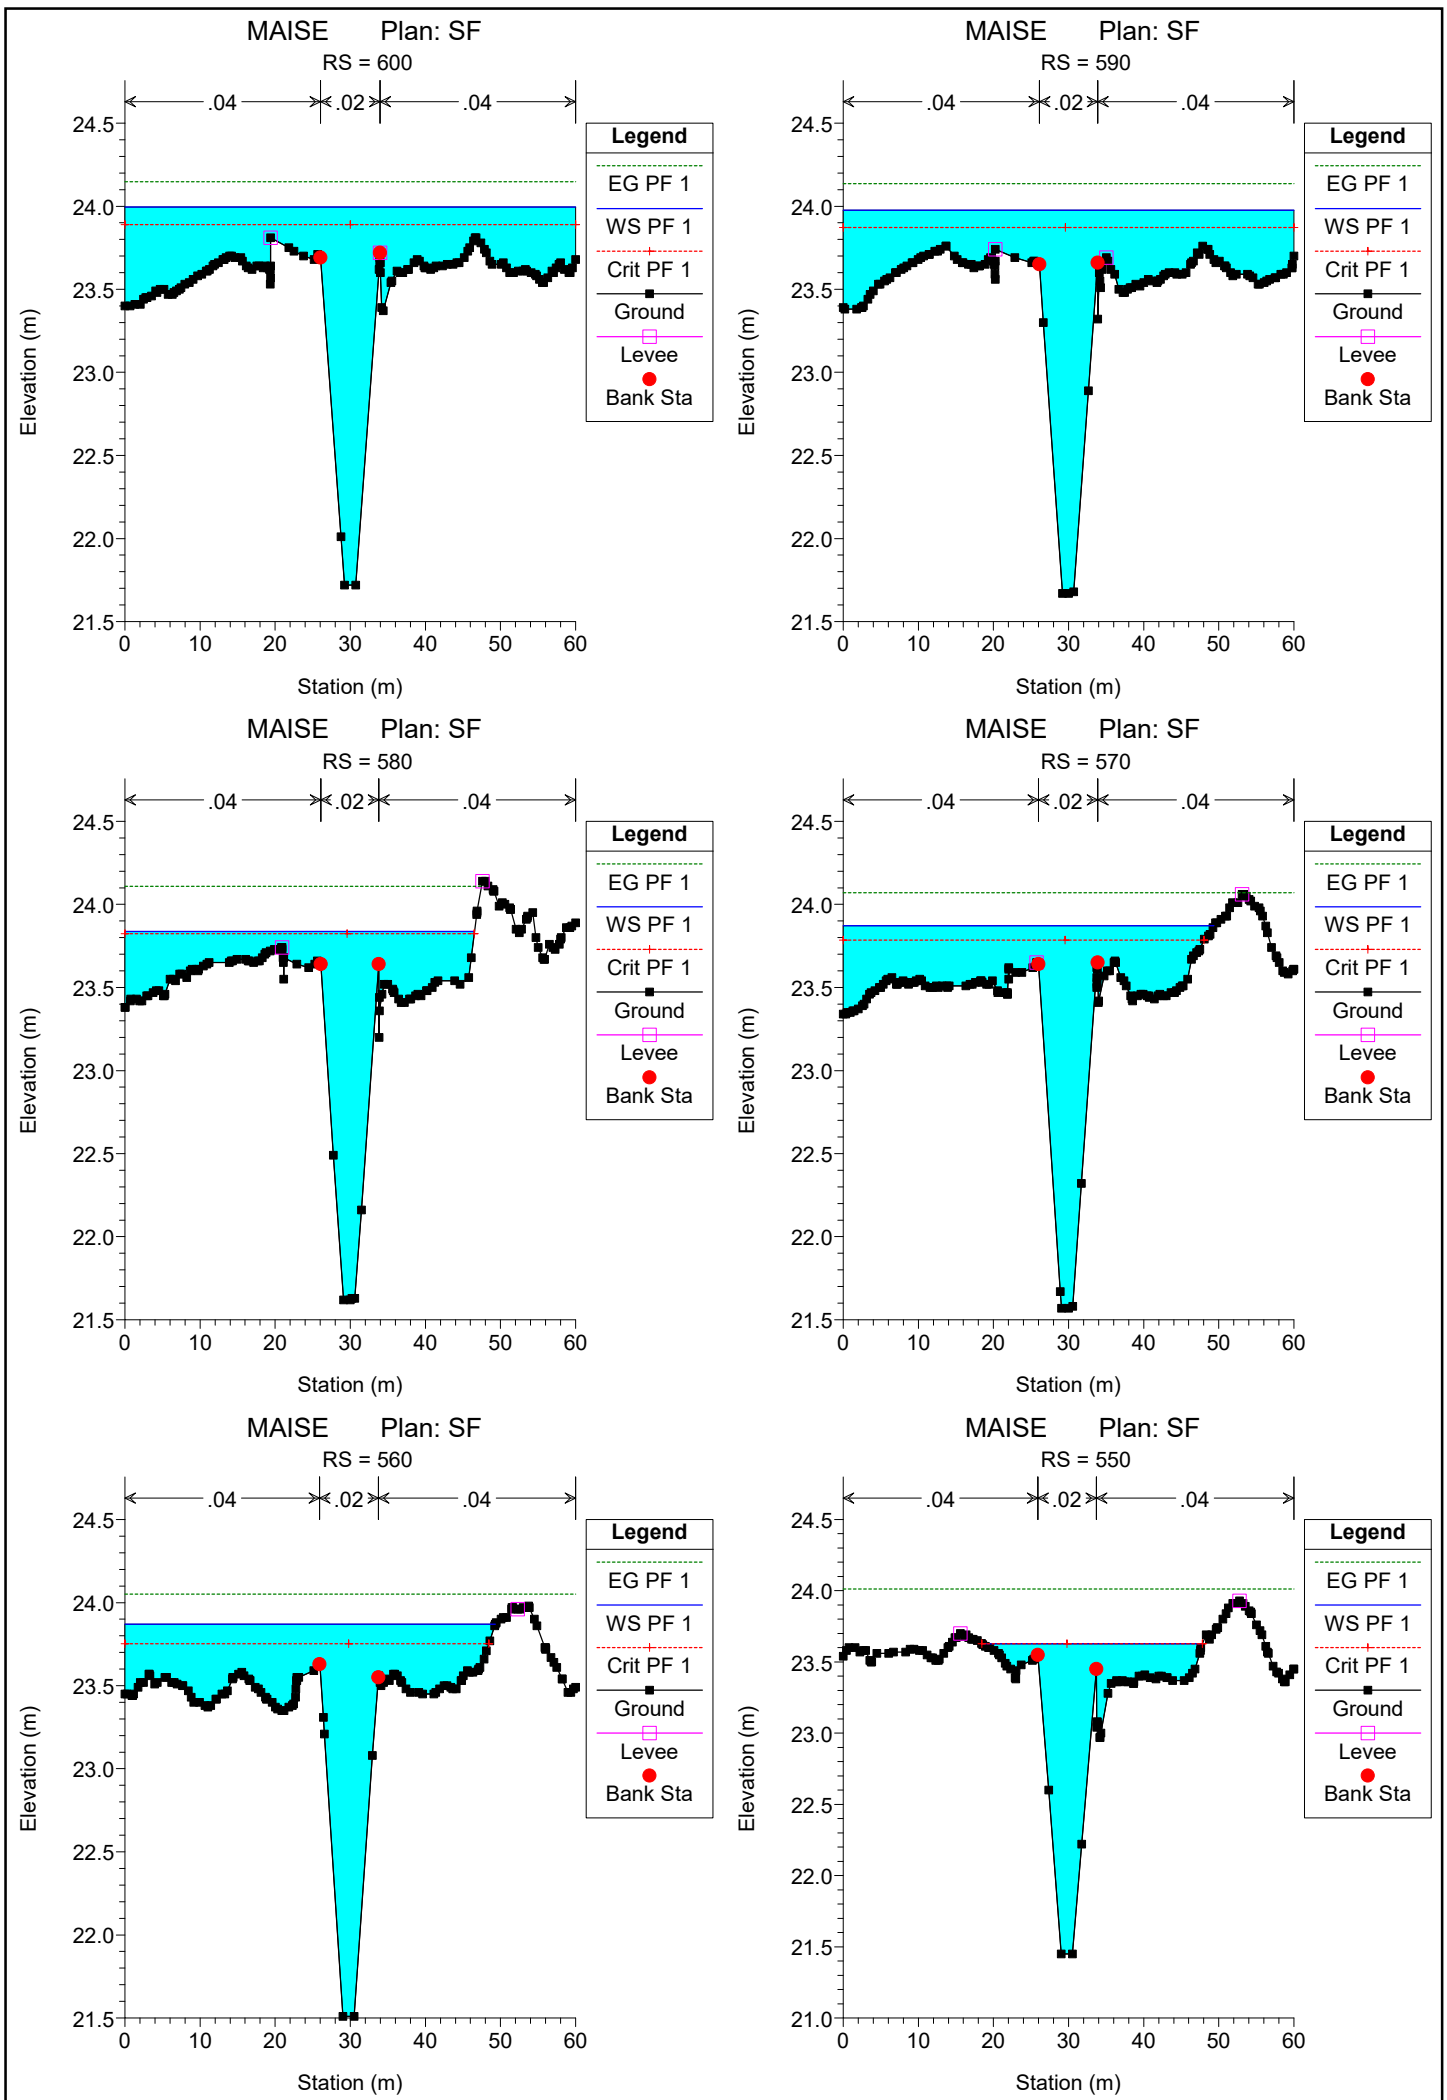 MAISE Plan: SF
RS = 600
.04 .02 .04
24.5
24.0
23.5
23.0
22.5
22.0
21.5
0 10 20 30 40 50 60
Station (m)
Elevation (m)
Legend
EG PF 1
WS PF 1
Crit PF 1
Ground
Levee
Bank Sta
MAISE Plan: SF
RS = 590
.04 .02 .04
24.5
24.0
23.5
23.0
22.5
22.0
21.5
0 10 20 30 40 50 60
Station (m)
Elevation (m)
Legend
EG PF 1
WS PF 1
Crit PF 1
Ground
Levee
Bank Sta
MAISE Plan: SF
RS = 580
.04 .02 .04
24.5
24.0
23.5
23.0
22.5
22.0
21.5
0 10 20 30 40 50 60
Station (m)
Elevation (m)
Legend
EG PF 1
WS PF 1
Crit PF 1
Ground
Levee
Bank Sta
MAISE Plan: SF
RS = 570
.04 .02 .04
24.5
24.0
23.5
23.0
22.5
22.0
21.5
0 10 20 30 40 50 60
Station (m)
Elevation (m)
Legend
EG PF 1
WS PF 1
Crit PF 1
Ground
Levee
Bank Sta
MAISE Plan: SF
RS = 560
.04 .02 .04
24.5
24.0
23.5
23.0
22.5
22.0
21.5
0 10 20 30 40 50 60
Station (m)
Elevation (m)
Legend
EG PF 1
WS PF 1
Crit PF 1
Ground
Levee
Bank Sta
MAISE Plan: SF
RS = 550
.04 .02 .04
24.5
24.0
23.5
23.0
22.5
22.0
21.5
21.0
0 10 20 30 40 50 60
Station (m)
Elevation (m)
Legend
EG PF 1
WS PF 1
Crit PF 1
Ground
Levee
Bank Sta